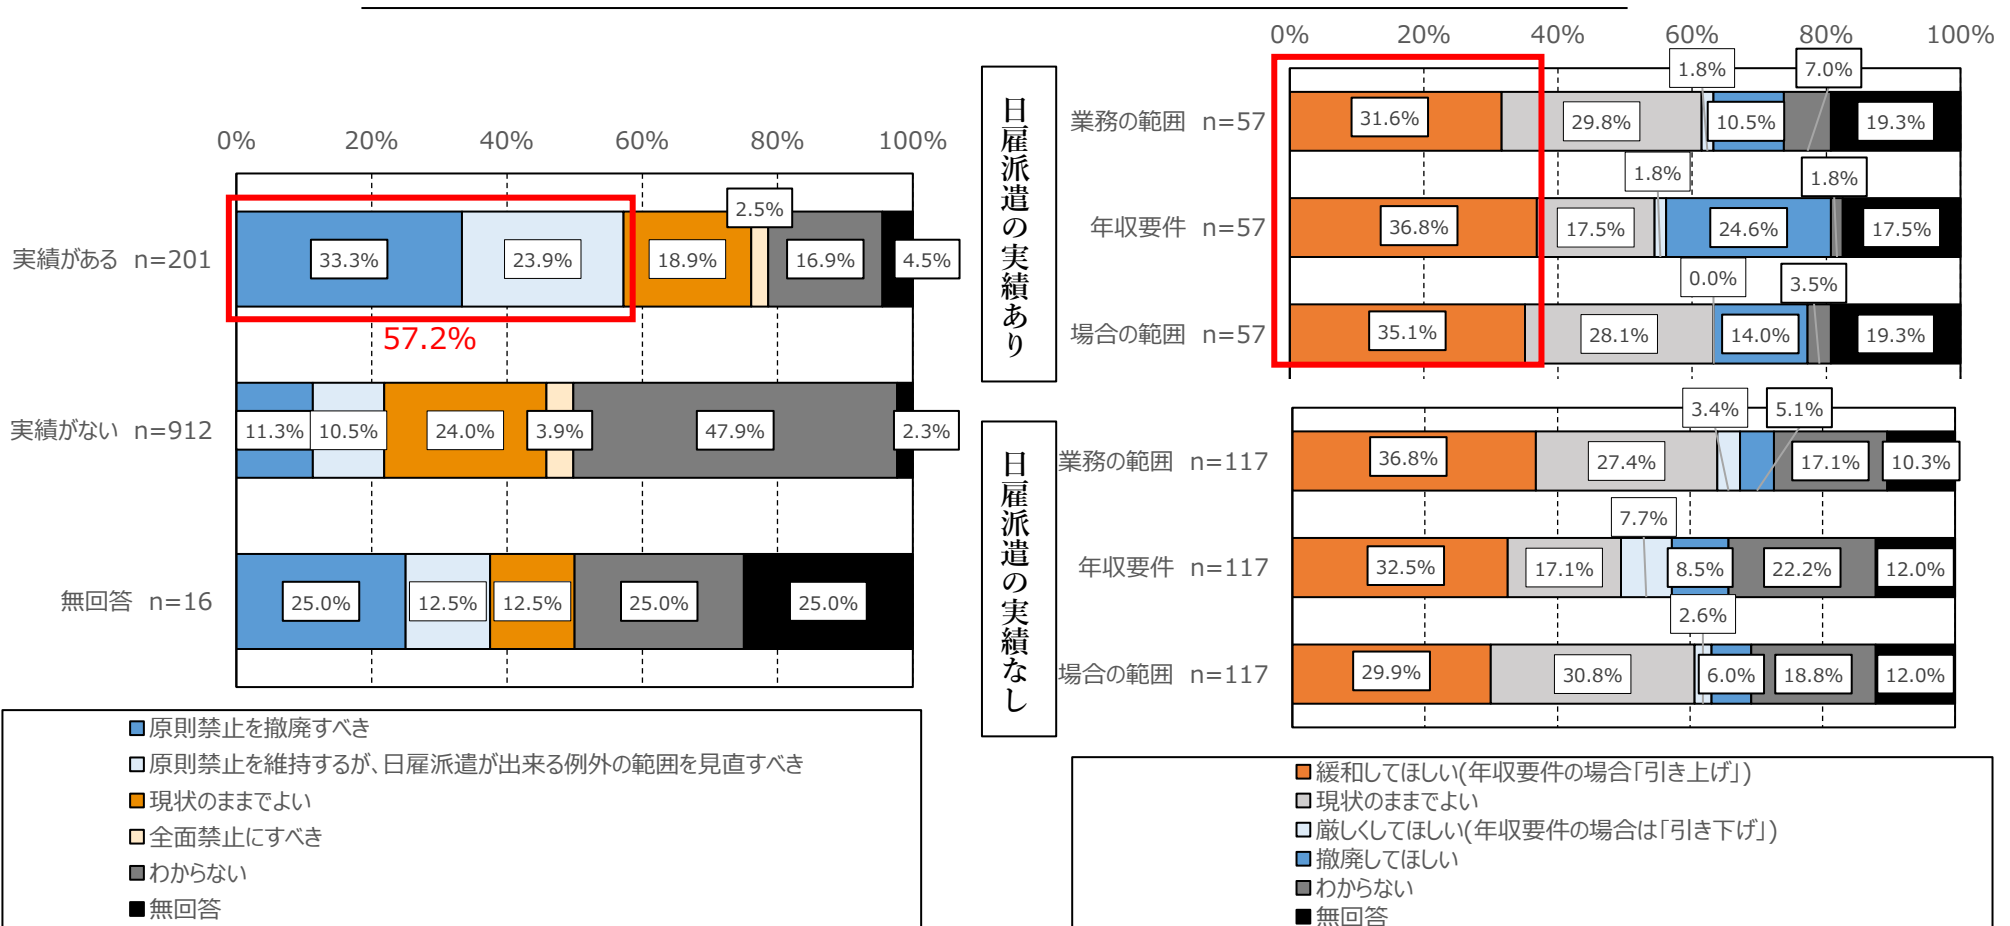 0% 20% 40% 60% 80% 100%
実績がある n=201
33.3% 23.9% 18.9% 2.5% 16.9% 4.5%
57.2%
実績がない n=912
11.3% 10.5% 24.0% 3.9% 47.9% 2.3%
無回答 n=16
25.0% 12.5% 12.5% 25.0% 25.0%
原則禁止を撤廃すべき
原則禁止を維持するが、日雇派遣が出来る例外の範囲を見直すべき
現状のままでよい
全面禁止にすべき
わからない
無回答
日雇派遣の実績あり
0% 20% 40% 60% 80% 100%
業務の範囲 n=57
31.6% 29.8% 1.8% 10.5% 7.0% 19.3%
年収要件 n=57
36.8% 17.5% 1.8% 24.6% 1.8% 17.5%
場合の範囲 n=57
35.1% 28.1% 0.0% 14.0% 3.5% 19.3%
日雇派遣の実績なし
業務の範囲 n=117
36.8% 27.4% 3.4% 5.1% 17.1% 10.3%
年収要件 n=117
32.5% 17.1% 7.7% 8.5% 22.2% 12.0%
場合の範囲 n=117
29.9% 30.8% 2.6% 6.0% 18.8% 12.0%
緩和してほしい(年収要件の場合「引き上げ」)
現状のままでよい
厳しくしてほしい(年収要件の場合は「引き下げ」)
撤廃してほしい
わからない
無回答